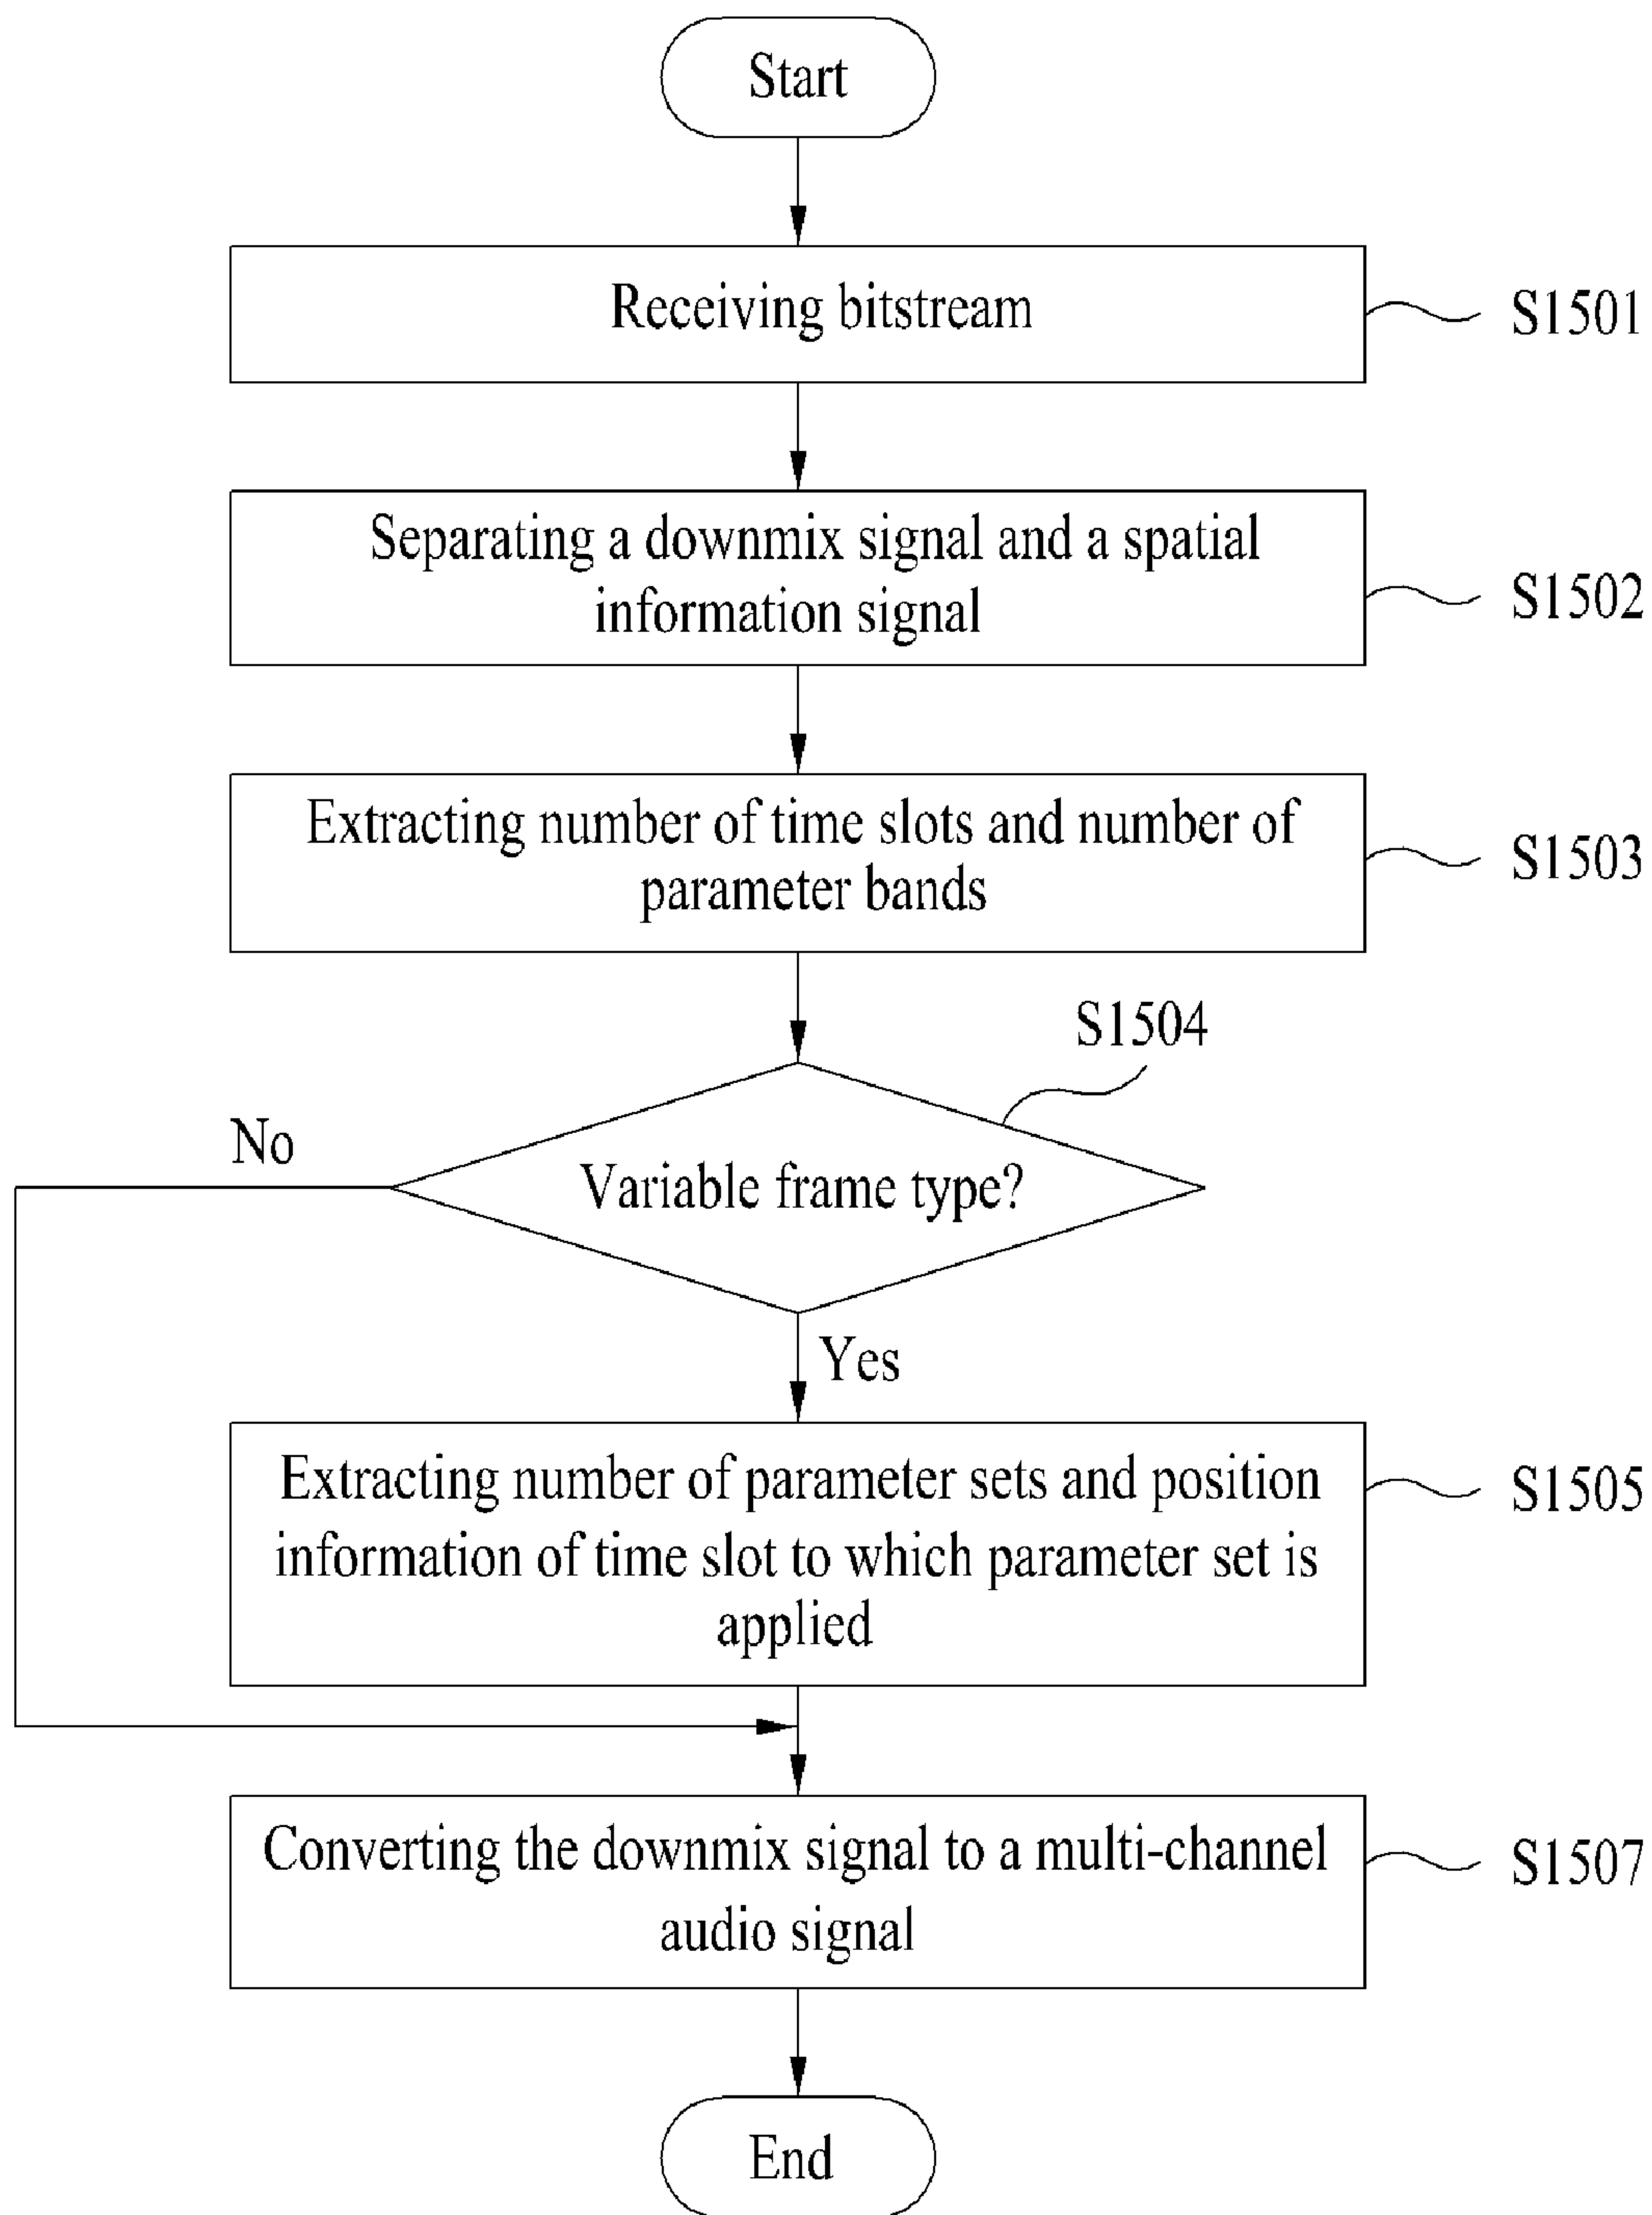 Start
Receiving bitstream
S1501
Separating a downmix signal and a spatial
information signal
S1502
Extracting number of time slots and number of
parameter bands
S1503
S1504
No
Variable frame type?
Yes
Extracting number of parameter sets and position
information of time slot to which parameter set is
applied
S1505
Converting the downmix signal to a multi-channel
audio signal
S1507
End